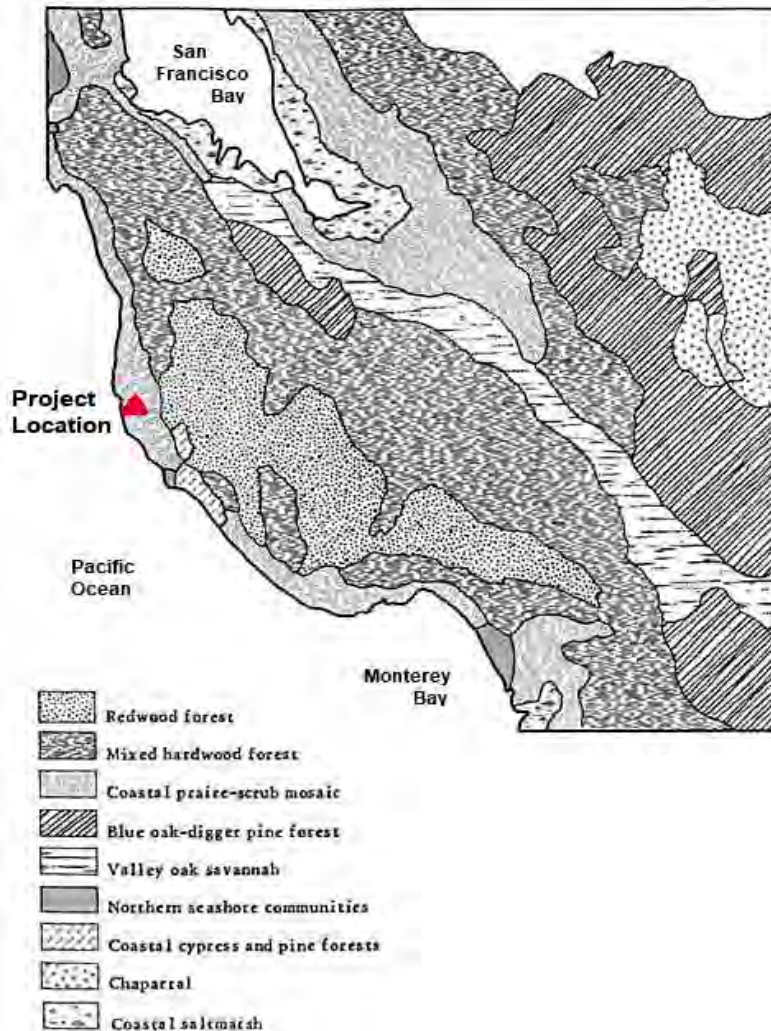 San
Francisco
Bay
Project
Location
Pacific
Ocean
Monterey
Bay
Redwood forest
Mixed hardwood forest
Coastal praire-scrub mosaic
Blue oak-digger pine forest
Valley oak savannah
Northern seashore communities
Coastal cypress and pine forests
Chaparral
Coastal saltmarsh